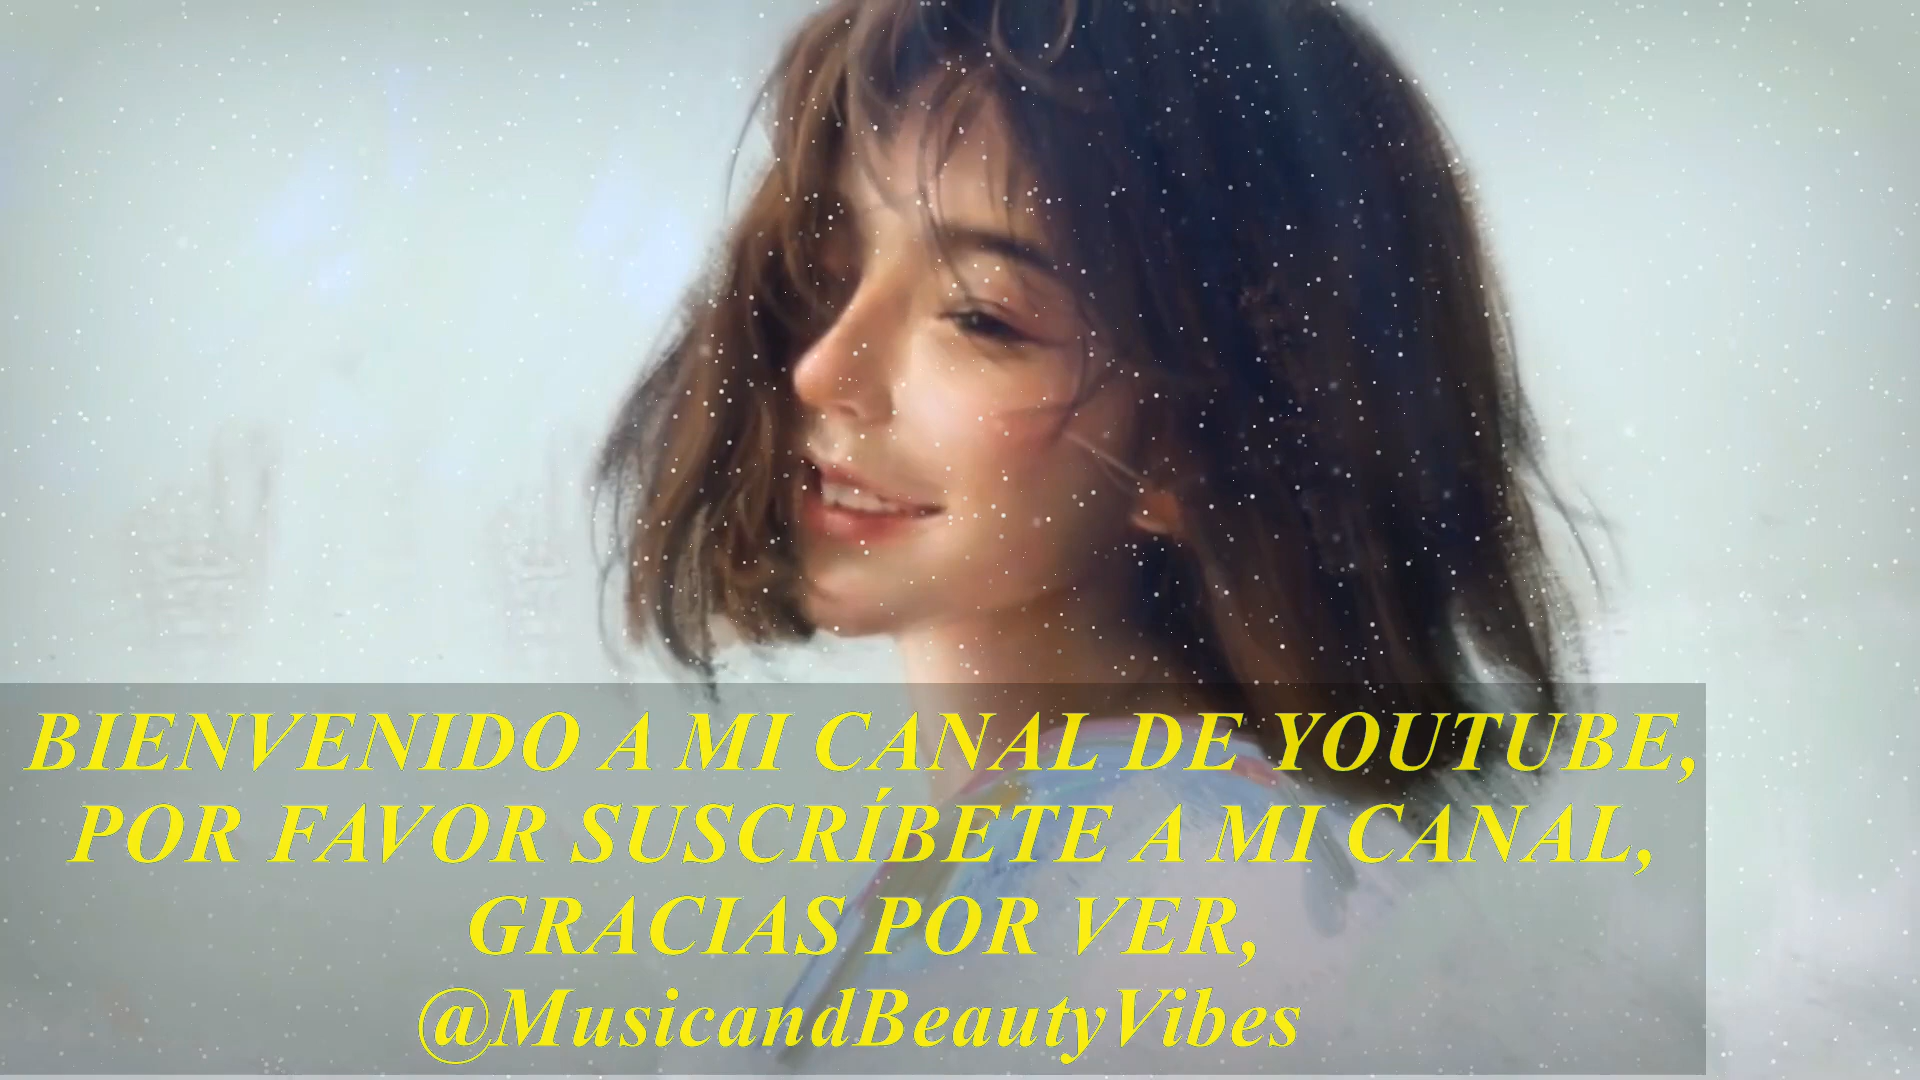 BIENVENIDO A MI CANAL DE YOUTUBE,
POR FAVOR SUSCRÍBETE A MI CANAL,
GRACIAS POR VER,
@MusicandBeautyVibes